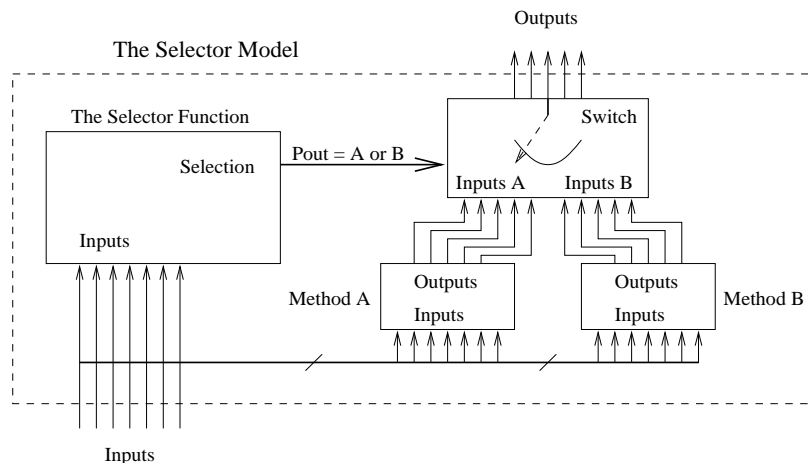 Outputs
The Selector Model
The Selector Function
Switch
Selection
Pout = A or B
Inputs A
Inputs B
Inputs
Outputs
Outputs
Method A
Method B
Inputs
Inputs
Inputs